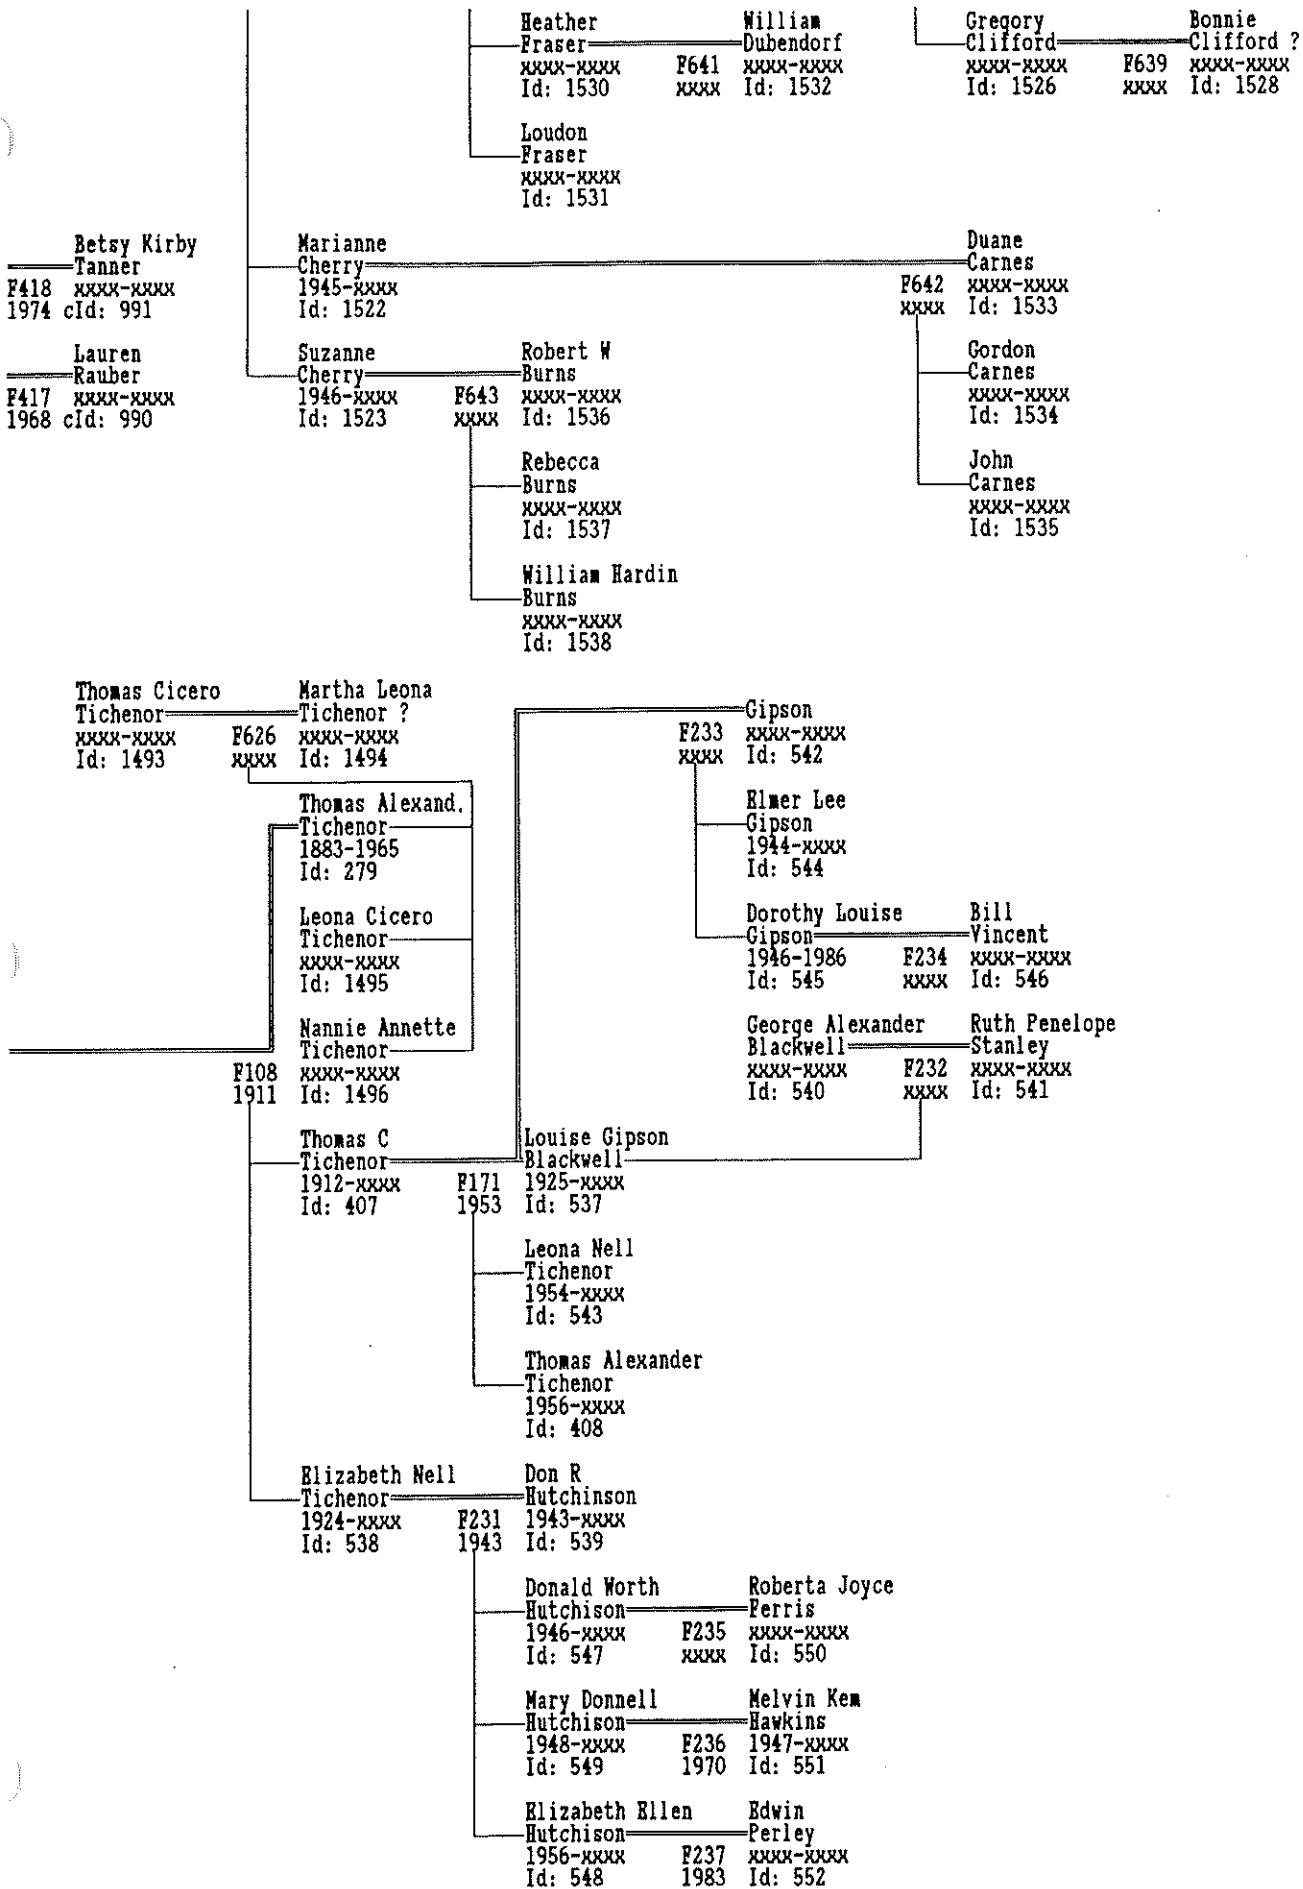 Heather William Gregory Bonnie
Fraser Dubendorf Clifford Clifford ?
xxxx-xxxx F641 xxxx-xxxx xxxx-xxxx F639 xxxx-xxxx
Id: 1530 xxxx Id: 1532 Id: 1526 xxxx Id: 1528
Loudon
Fraser
xxxx-xxxx
Id: 1531
Betsy Kirby Marianne Duane
Tanner Cherry Carnes
F418 xxxx-xxxx 1945-xxxx F642 xxxx-xxxx
1974 cId: 991 Id: 1522 xxxx Id: 1533
Lauren Suzanne Robert W Gordon
Rauber Cherry Burns Carnes
F417 xxxx-xxxx 1946-xxxx F643 xxxx-xxxx xxxx-xxxx
1968 cId: 990 Id: 1523 xxxx Id: 1536 Id: 1534
Rebecca John
Burns Carnes
xxxx-xxxx xxxx-xxxx
Id: 1537 Id: 1535
William Hardin
Burns
xxxx-xxxx
Id: 1538
Thomas Cicero Martha Leona
Tichenor Tichenor ? Gipson
xxxx-xxxx F626 xxxx-xxxx F233 xxxx-xxxx
Id: 1493 xxxx Id: 1494 xxxx Id: 542
Thomas Alexand. Elmer Lee
Tichenor Gipson
1883-1965 1944-xxxx
Id: 279 Id: 544
Leona Cicero Dorothy Louise Bill
Tichenor Gipson Vincent
xxxx-xxxx 1946-1986 F234 xxxx-xxxx
Id: 1495 Id: 545 xxxx Id: 546
Nannie Annette George Alexander Ruth Penelope
Tichenor Blackwell Stanley
F108 xxxx-xxxx xxxx-xxxx F232 xxxx-xxxx
1911 Id: 1496 Id: 540 xxxx Id: 541
Thomas C Louise Gipson
Tichenor Blackwell
1912-xxxx F171 1925-xxxx
Id: 407 1953 Id: 537
Leona Nell
Tichenor
1954-xxxx
Id: 543
Thomas Alexander
Tichenor
1956-xxxx
Id: 408
Elizabeth Nell Don R
Tichenor Hutchinson
1924-xxxx F231 1943-xxxx
Id: 538 1943 Id: 539
Donald Worth Roberta Joyce
Hutchison Ferris
1946-xxxx F235 xxxx-xxxx
Id: 547 xxxx Id: 550
Mary Donnell Melvin Kem
Hutchison Hawkins
1948-xxxx F236 1947-xxxx
Id: 549 1970 Id: 551
Elizabeth Ellen Edwin
Hutchison Perley
1956-xxxx F237 xxxx-xxxx
Id: 548 1983 Id: 552